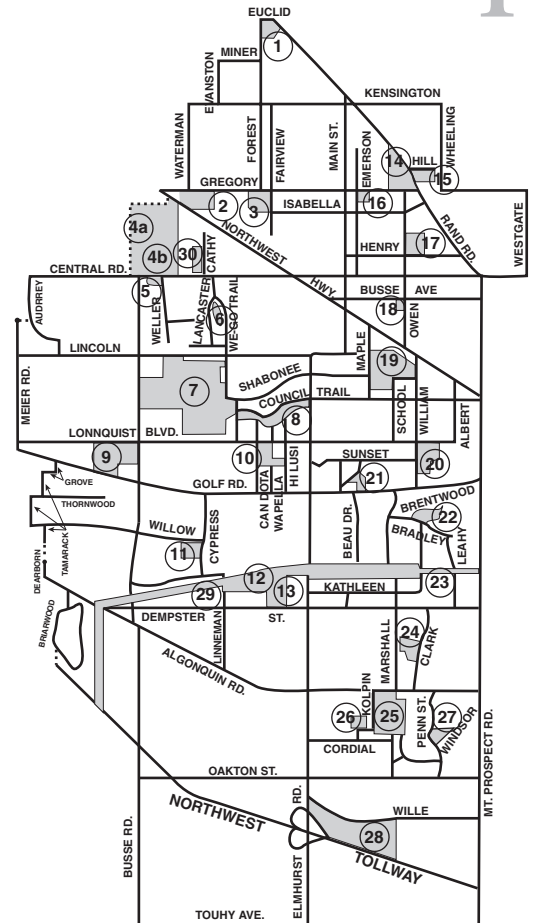 EUCLID
1
MINER
EVANSTON
KENSINGTON
WATERMAN
FOREST
FAIRVIEW
MAIN ST.
EMERSON
WHEELING
14
HILL
15
GREGORY
2
3
ISABELLA
16
RAND RD.
WESTGATE
4a
4b
30
CATHY
NORTHWEST
HWY.
HENRY
17
CENTRAL RD.
AUDRREY
5
WELLER
LANCASTER
6
WE-GO TRAIL
BUSSE AVE
18
OWEN
LINCOLN
MAPLE
19
MEIER RD.
7
SHABONEE
COUNCIL TRAIL
8
SCHOOL
WILLIAM
ALBERT
LONNQUIST BLVD.
9
10
CAN DOTA
WAPELLA
HI LUSI
SUNSET
20
21
GROVE
GOLF RD.
THORNWOOD
TAMARACK
DEARBORN
WILLOW
CYPRESS
11
BEAU DR.
BRENTWOOD
22
BRADLEY
LEAHY
12
29
13
KATHLEEN
23
BRIARWOOD
DEMPSTER ST.
LINNEMAN
ALGONQUIN RD.
MARSHALL
24
CLARK
KOLPIN
26
25
PENN ST.
27
WINDSOR
MT. PROSPECT RD.
CORDIAL
OAKTON ST.
NORTHWEST
TOLLWAY
BUSSE RD.
ELMHURST RD.
WILLE
28
TOUHY AVE.